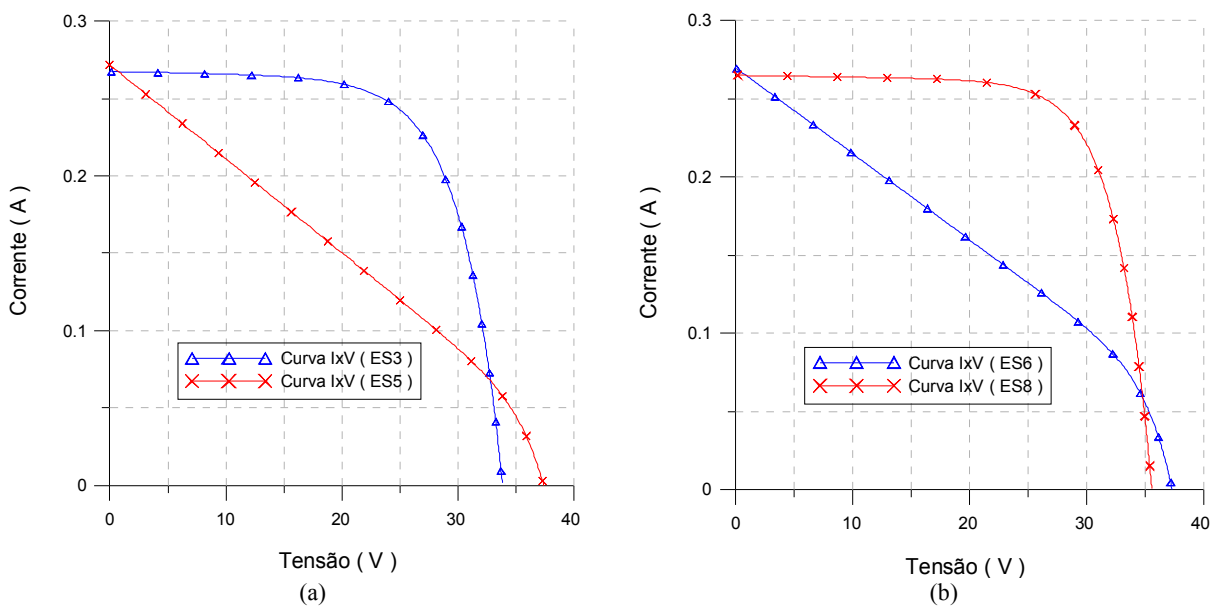 0.3
0.2
0.1
0
Corrente ( A )
Curva IxV ( ES3 )
Curva IxV ( ES5 )
0
10
20
30
40
Tensão ( V )
(a)
0.3
0.2
0.1
0
Corrente ( A )
Curva IxV ( ES6 )
Curva IxV ( ES8 )
0
10
20
30
40
Tensão ( V )
(b)